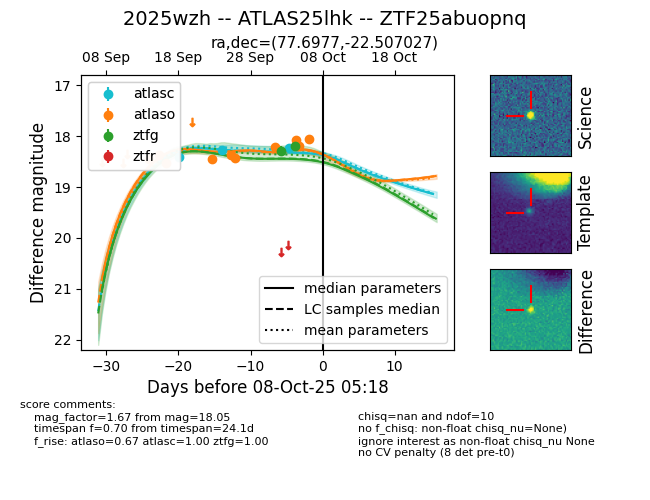 2025wzh -- ATLAS25lhk -- ZTF25abuopnq
ra,dec=(77.6977,-22.507027)
08 Sep 18 Sep 28 Sep 08 Oct 18 Oct
17
18
19
20
21
22
Difference magnitude
atlasc
atlaso
ztfg
ztfr
median parameters
LC samples median
mean parameters
−30 −20 −10 0 10
Days before 08-Oct-25 05:18
Science
Template
Difference
score comments:
mag_factor=1.67 from mag=18.05
timespan f=0.70 from timespan=24.1d
f_rise: atlaso=0.67 atlasc=1.00 ztfg=1.00
chisq=nan and ndof=10
no f_chisq: non-float chisq_nu=None)
ignore interest as non-float chisq_nu None
no CV penalty (8 det pre-t0)